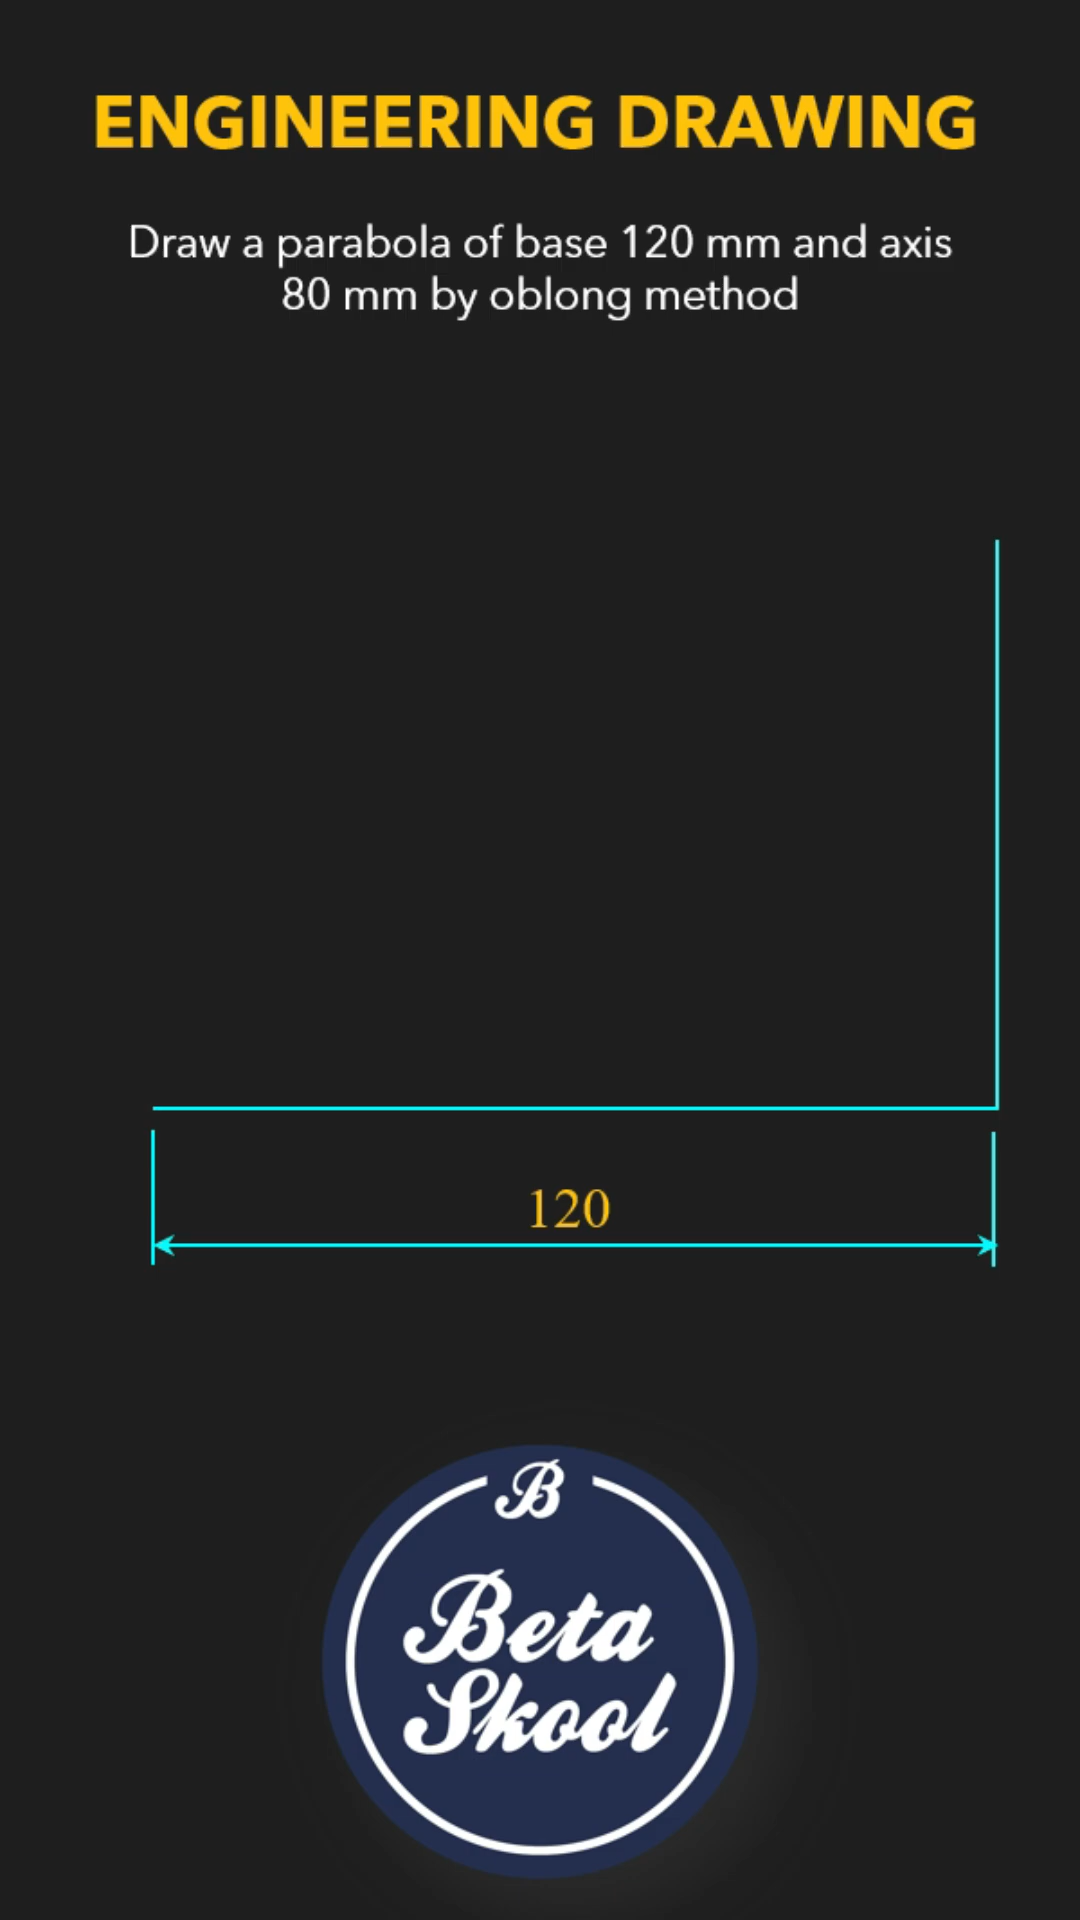 ENGINEERING DRAWING
Draw a parabola of base 120 mm and axis
80 mm by oblong method
120
B
Beta
Skool